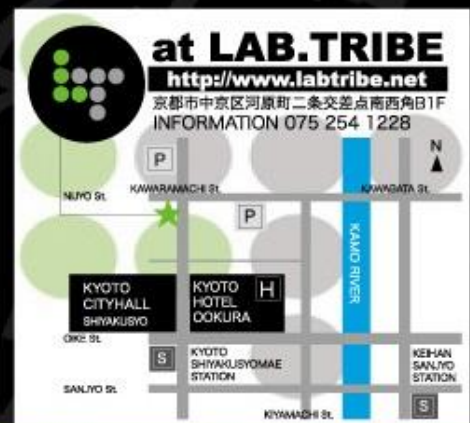 at LAB.TRIBE
http://www.labtribe.net
京都市中京区河原町二条交差点南西角B1F
INFORMATION 075 254 1228
N
P
NIJYO St.
KAWARAMACHI St.
KAWABATA St.
P
KAMO RIVER
KYOTO
CITYHALL
SHIYAKUSYO
KYOTO
HOTEL
OOKURA
H
OIKE St.
S
KYOTO
SHIYAKUSYOMAE
STATION
KEIHAN
SANJYO
STATION
SANJYO St.
KIYAMACHI St.
S